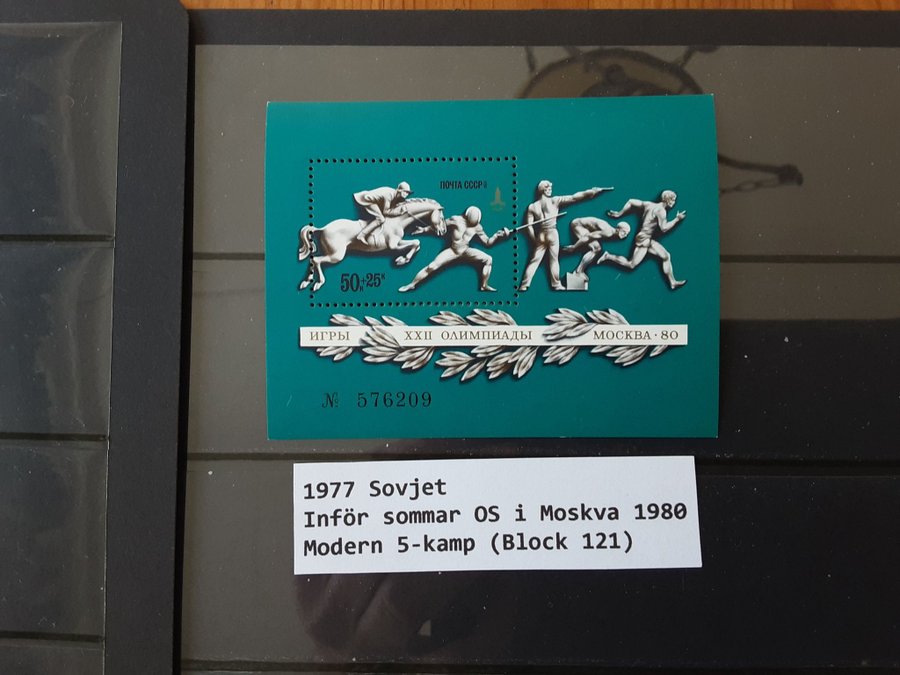 ПОЧТА СССР
50К+25К
ИГРЫ XXII ОЛИМПИАДЫ МОСКВА·80
№ 576209
1977 Sovjet
Inför sommar OS i Moskva 1980
Modern 5-kamp (Block 121)